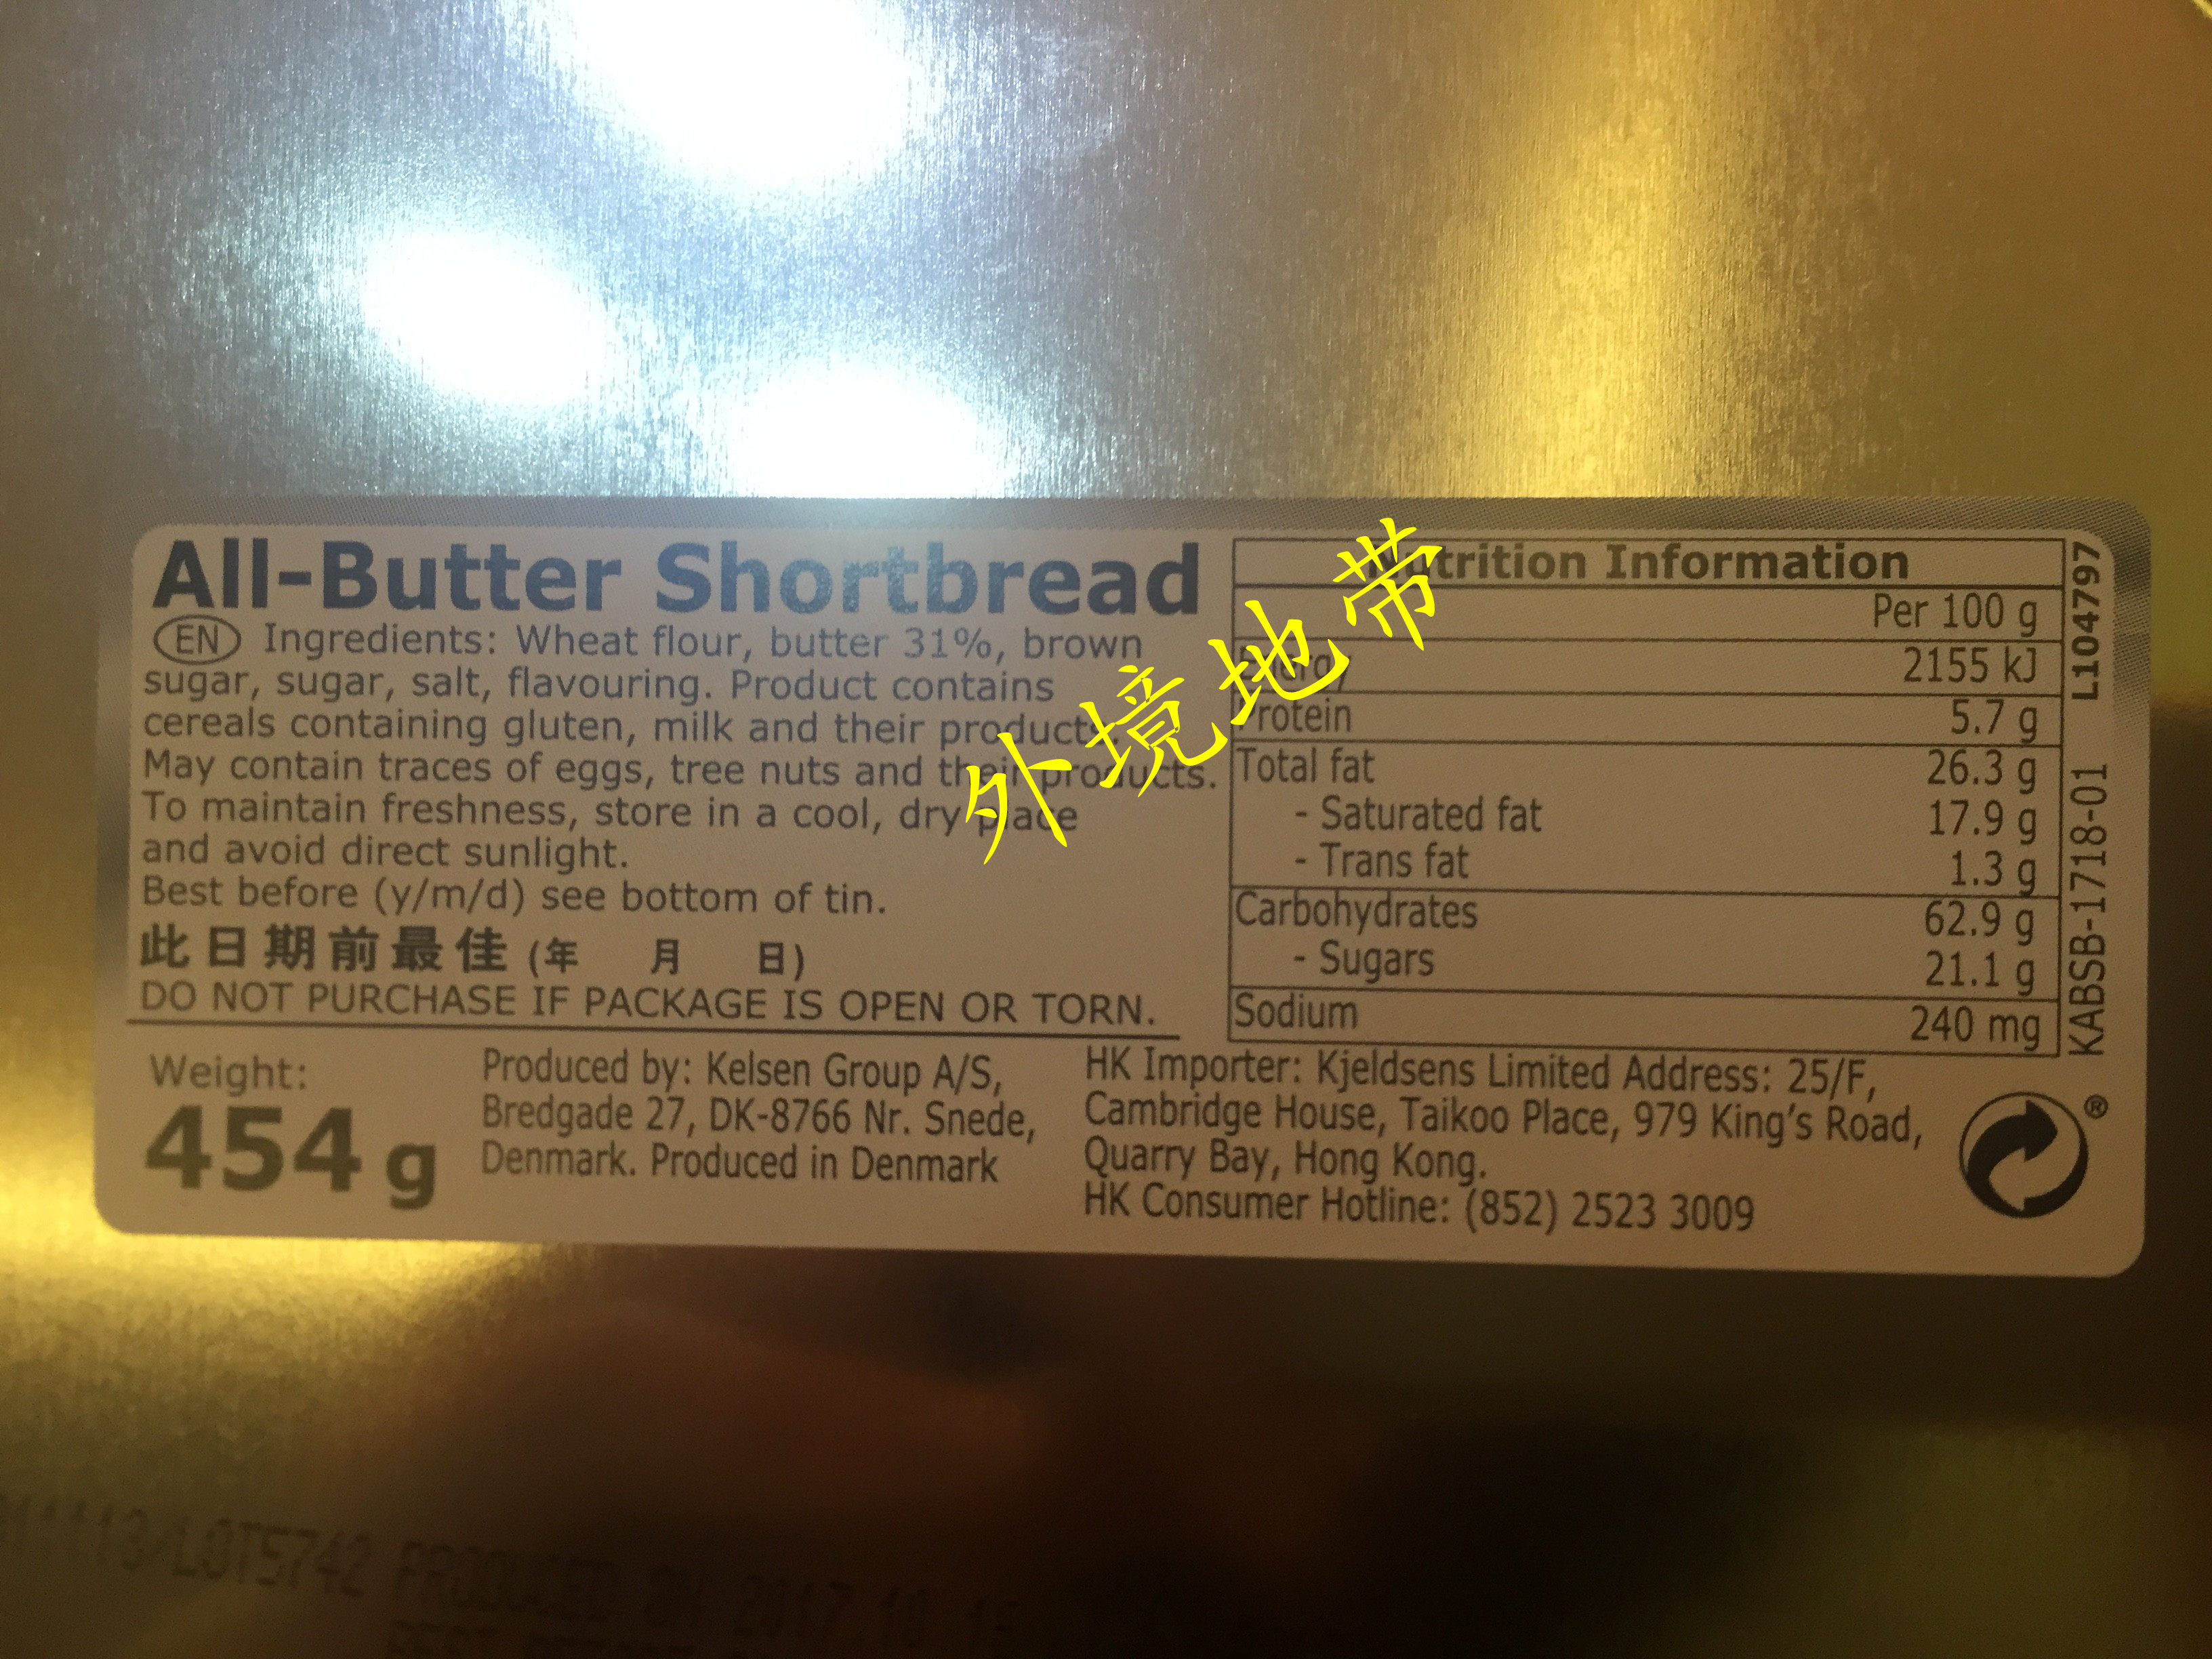 All-Butter Shortbread
EN Ingredients: Wheat flour, butter 31%, brown
sugar, sugar, salt, flavouring. Product contains
cereals containing gluten, milk and their products.
May contain traces of eggs, tree nuts and their products.
To maintain freshness, store in a cool, dry place
and avoid direct sunlight.
Best before (y/m/d) see bottom of tin.
此日期前最佳 (年 月 日)
DO NOT PURCHASE IF PACKAGE IS OPEN OR TORN.
Weight:
454 g
Produced by: Kelsen Group A/S,
Bredgade 27, DK-8766 Nr. Snede,
Denmark. Produced in Denmark
Nutrition Information
Per 100 g
Energy 2155 kJ
Protein 5.7 g
Total fat 26.3 g
- Saturated fat 17.9 g
- Trans fat 1.3 g
Carbohydrates 62.9 g
- Sugars 21.1 g
Sodium 240 mg
KABSB-1718-01 L104797
HK Importer: Kjeldsens Limited Address: 25/F,
Cambridge House, Taikoo Place, 979 King's Road,
Quarry Bay, Hong Kong.
HK Consumer Hotline: (852) 2523 3009
®
外境地带
LOT5742 PRODUCED ON 2017